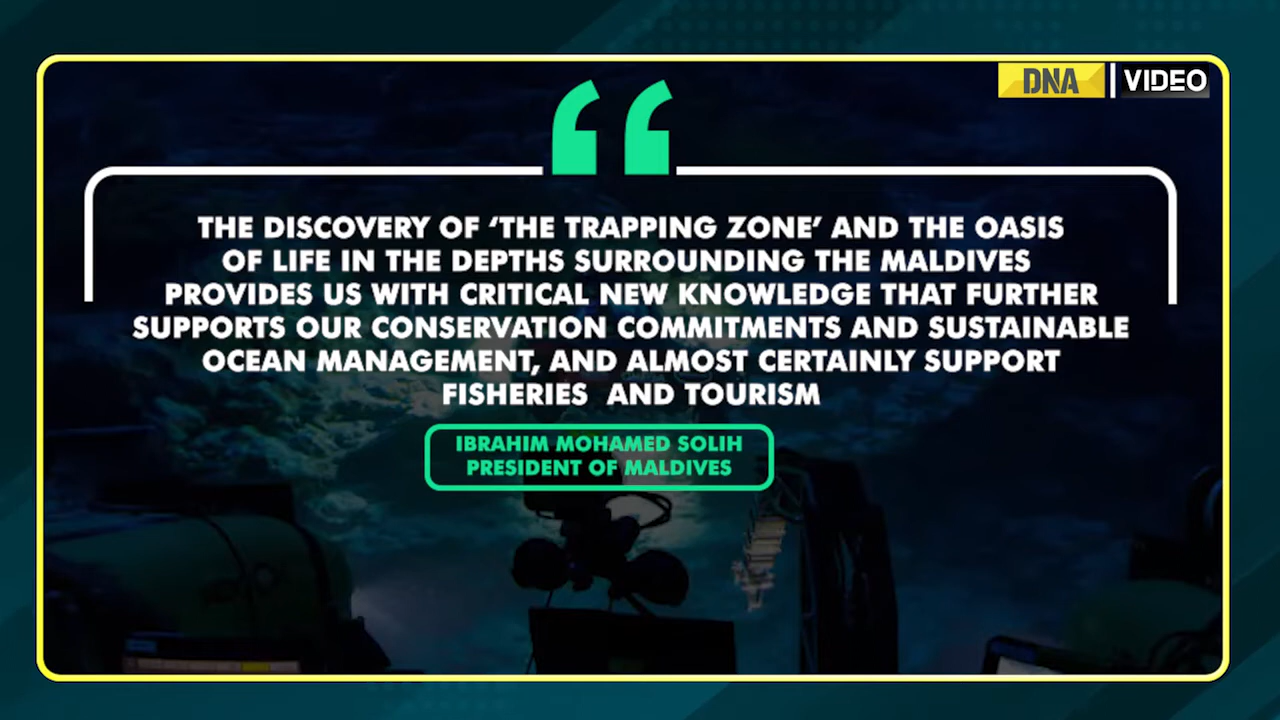 DNA VIDEO
THE DISCOVERY OF ‘THE TRAPPING ZONE’ AND THE OASIS
OF LIFE IN THE DEPTHS SURROUNDING THE MALDIVES
PROVIDES US WITH CRITICAL NEW KNOWLEDGE THAT FURTHER
SUPPORTS OUR CONSERVATION COMMITMENTS AND SUSTAINABLE
OCEAN MANAGEMENT, AND ALMOST CERTAINLY SUPPORT
FISHERIES AND TOURISM
IBRAHIM MOHAMED SOLIH
PRESIDENT OF MALDIVES